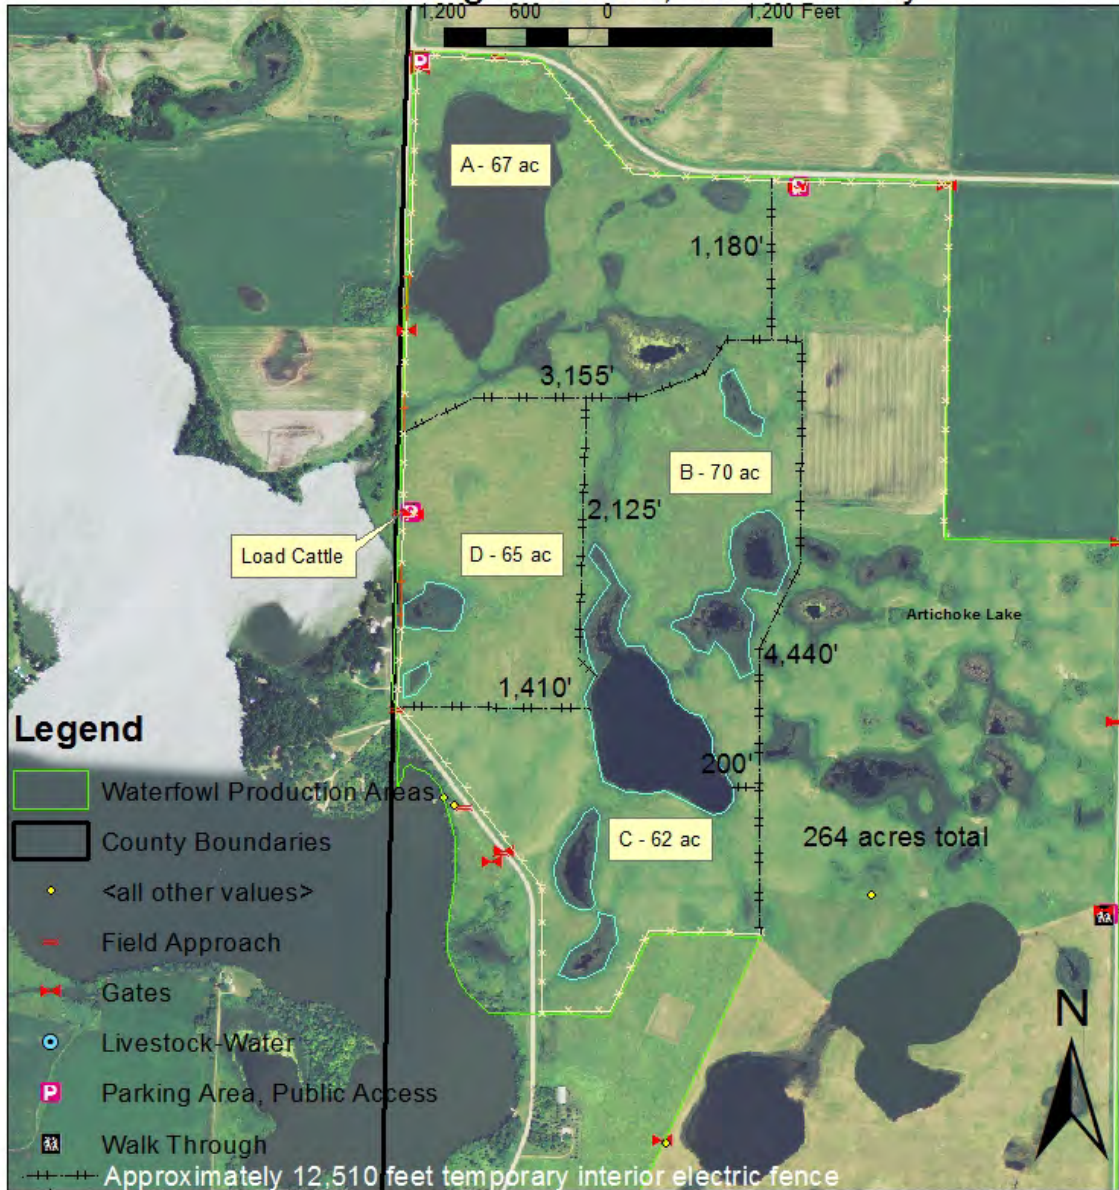 1,200 600 0 1,200 Feet
A - 67 ac
1,180'
3,155'
B - 70 ac
2,125'
Load Cattle
D - 65 ac
Artichoke Lake
4,440'
1,410'
200'
C - 62 ac
264 acres total
Legend
Waterfowl Production Areas
County Boundaries
<all other values>
Field Approach
Gates
Livestock-Water
P Parking Area, Public Access
Walk Through
Approximately 12,510 feet temporary interior electric fence
N
P